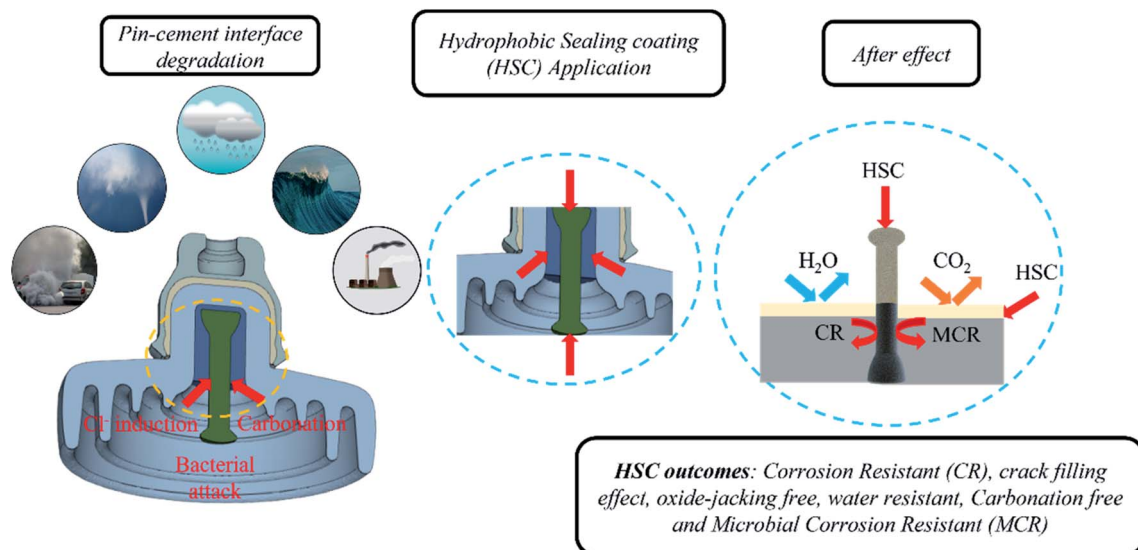 Pin-cement interface
degradation
Hydrophobic Sealing coating
(HSC) Application
After effect
Cl⁻ induction
Carbonation
Bacterial
attack
HSC
H₂O
CO₂
HSC
CR
MCR
HSC outcomes: Corrosion Resistant (CR), crack filling
effect, oxide-jacking free, water resistant, Carbonation free
and Microbial Corrosion Resistant (MCR)